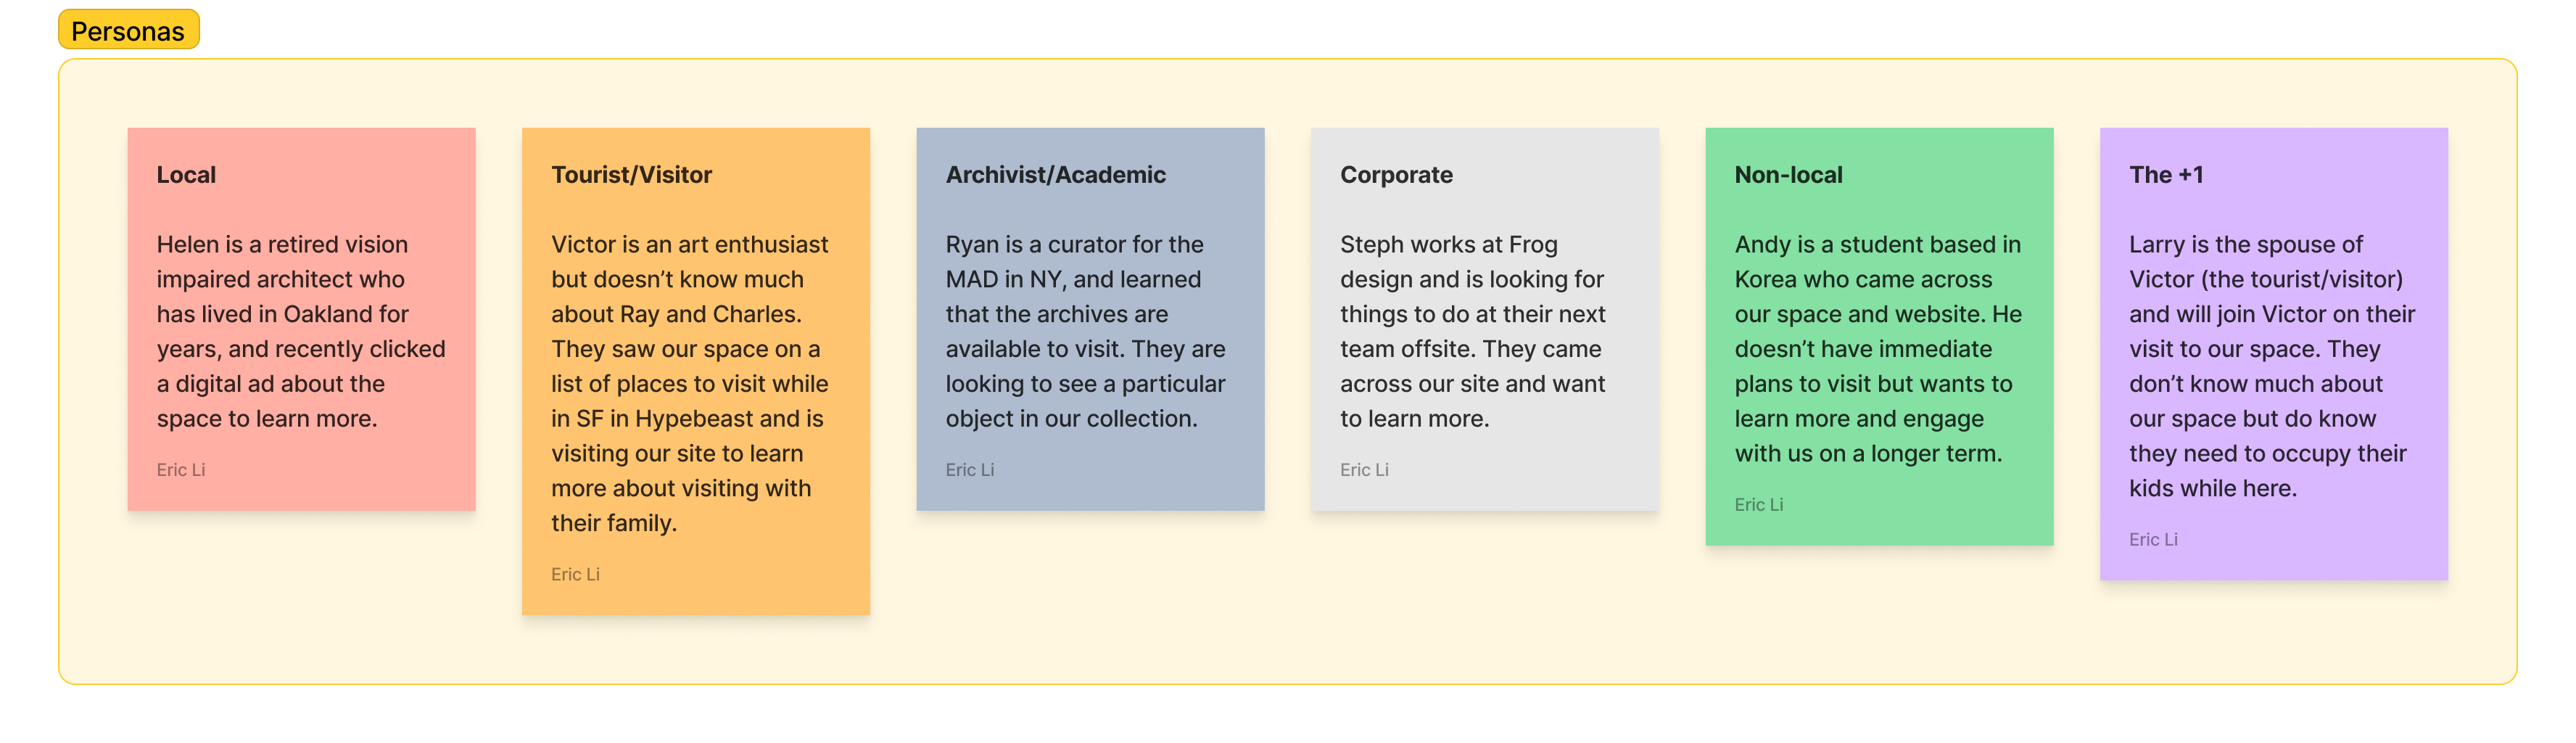 Personas
Local
Helen is a retired vision
impaired architect who
has lived in Oakland for
years, and recently clicked
a digital ad about the
space to learn more.
Eric Li
Tourist/Visitor
Victor is an art enthusiast
but doesn’t know much
about Ray and Charles.
They saw our space on a
list of places to visit while
in SF in Hypebeast and is
visiting our site to learn
more about visiting with
their family.
Eric Li
Archivist/Academic
Ryan is a curator for the
MAD in NY, and learned
that the archives are
available to visit. They are
looking to see a particular
object in our collection.
Eric Li
Corporate
Steph works at Frog
design and is looking for
things to do at their next
team offsite. They came
across our site and want
to learn more.
Eric Li
Non-local
Andy is a student based in
Korea who came across
our space and website. He
doesn’t have immediate
plans to visit but wants to
learn more and engage
with us on a longer term.
Eric Li
The +1
Larry is the spouse of
Victor (the tourist/visitor)
and will join Victor on their
visit to our space. They
don’t know much about
our space but do know
they need to occupy their
kids while here.
Eric Li